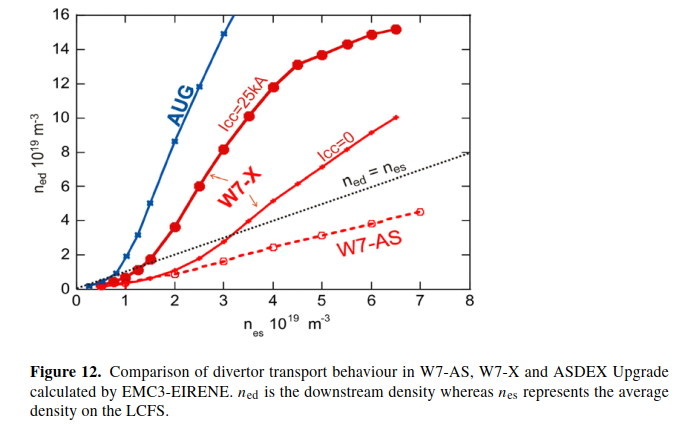 16
14
12
10
8
6
4
2
0
n_ed 10^19 m^-3
AUG
Icc=25kA
W7-X
Icc=0
n_ed = n_es
W7-AS
0 1 2 3 4 5 6 7 8
n_es 10^19 m^-3
Figure 12. Comparison of divertor transport behaviour in W7-AS, W7-X and ASDEX Upgrade
calculated by EMC3-EIRENE. n_ed is the downstream density whereas n_es represents the average
density on the LCFS.